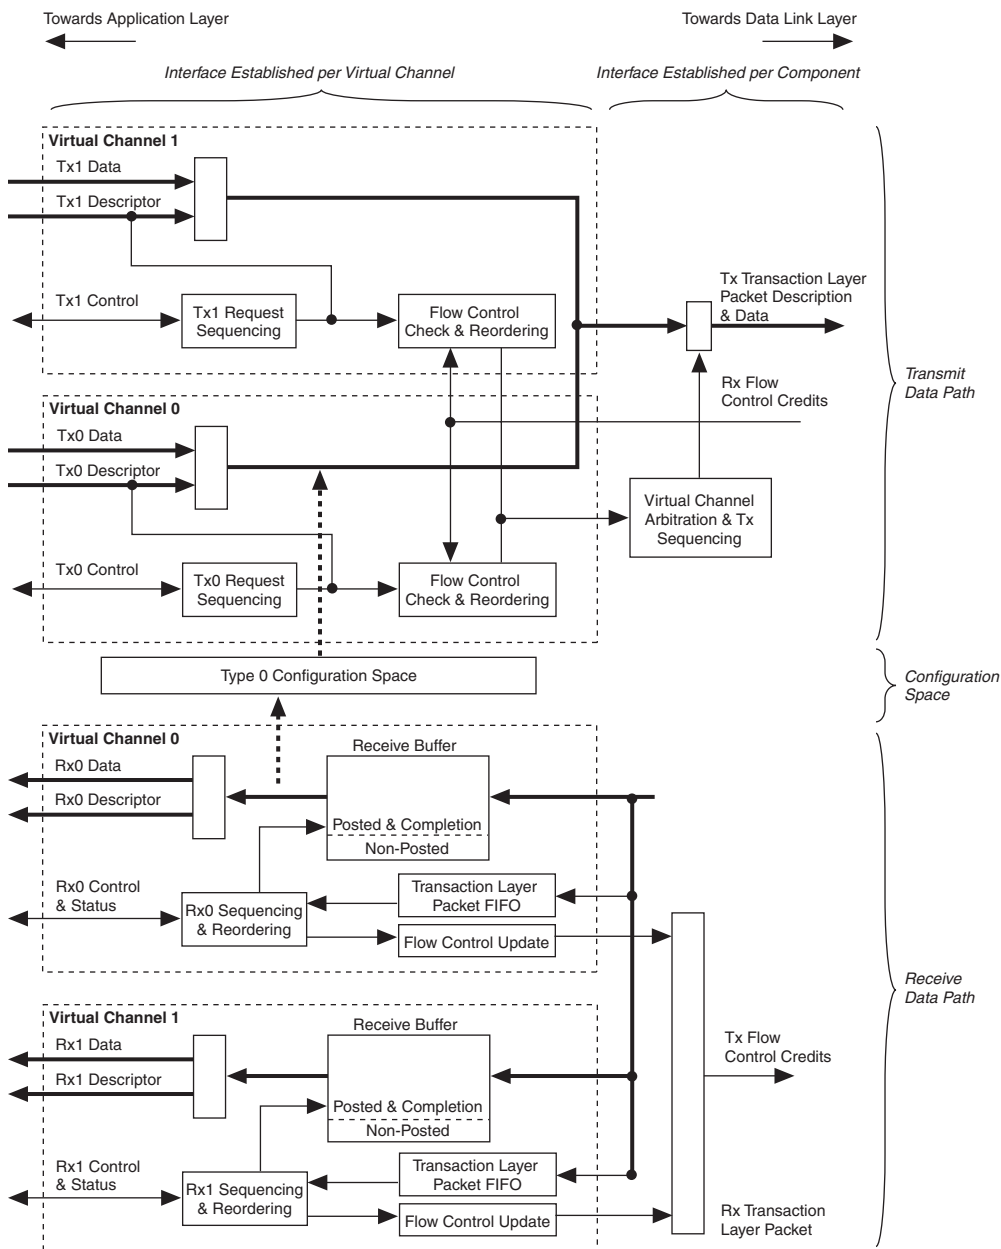 Towards Application Layer
Towards Data Link Layer
Interface Established per Virtual Channel
Interface Established per Component
Virtual Channel 1
Tx1 Data
Tx1 Descriptor
Tx1 Control
Tx1 Request
Sequencing
Flow Control
Check & Reordering
Tx Transaction Layer
Packet Description
& Data
Rx Flow
Control Credits
Transmit
Data Path
Virtual Channel 0
Tx0 Data
Tx0 Descriptor
Tx0 Control
Tx0 Request
Sequencing
Flow Control
Check & Reordering
Virtual Channel
Arbitration & Tx
Sequencing
Type 0 Configuration Space
Configuration
Space
Virtual Channel 0
Rx0 Data
Rx0 Descriptor
Receive Buffer
Posted & Completion
Non-Posted
Rx0 Control
& Status
Rx0 Sequencing
& Reordering
Transaction Layer
Packet FIFO
Flow Control Update
Receive
Data Path
Virtual Channel 1
Rx1 Data
Rx1 Descriptor
Receive Buffer
Posted & Completion
Non-Posted
Tx Flow
Control Credits
Rx1 Control
& Status
Rx1 Sequencing
& Reordering
Transaction Layer
Packet FIFO
Flow Control Update
Rx Transaction
Layer Packet